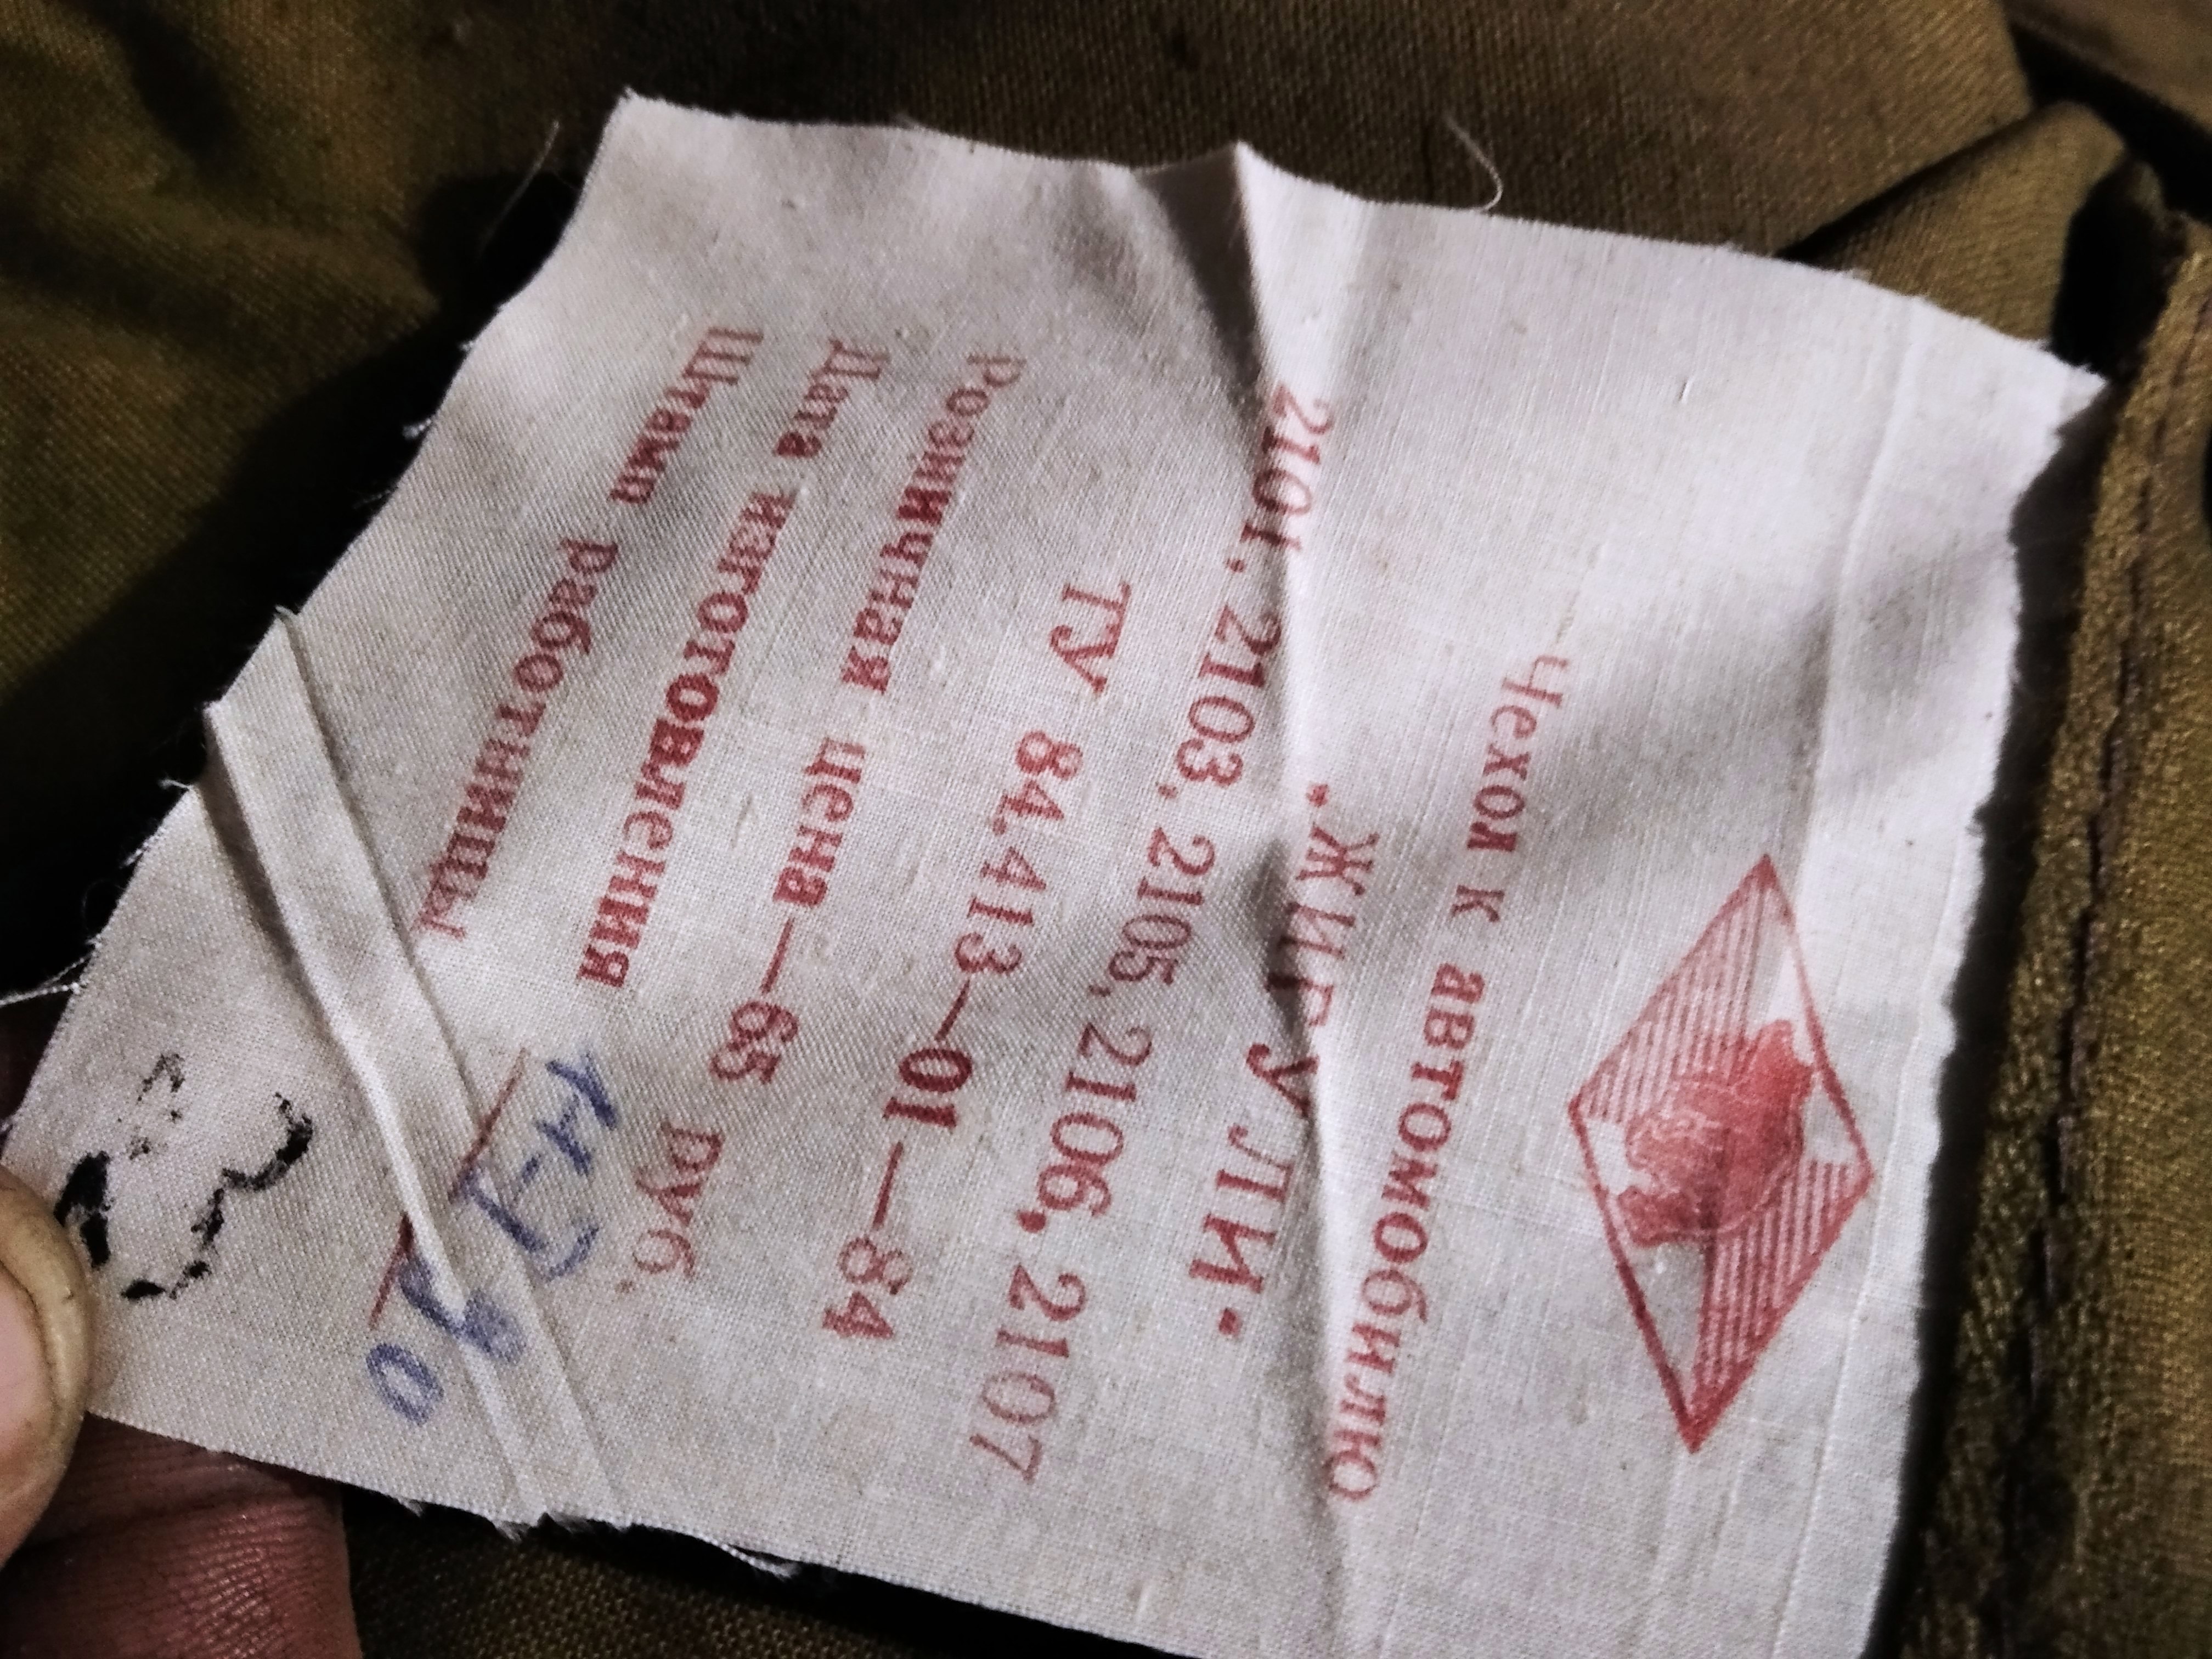 Чехол к автомобилю
„ЖИГУЛИ"
2101, 2103, 2105, 2106, 2107
ТУ 84.413—01—84
Розничная цена—65 руб.
Дата изготовления
Штамп работницы
90